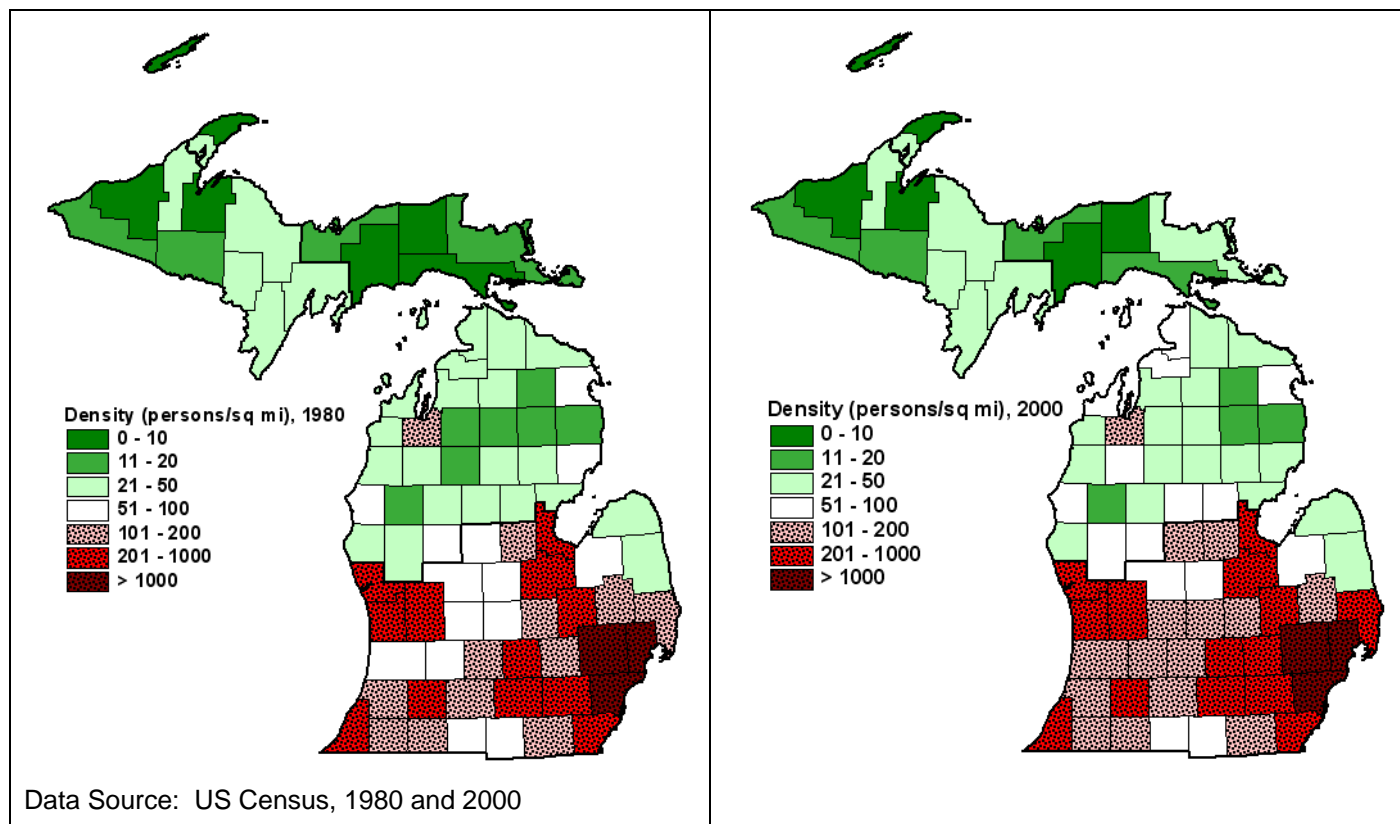 Density (persons/sq mi), 1980
0 - 10
11 - 20
21 - 50
51 - 100
101 - 200
201 - 1000
> 1000
Data Source:  US Census, 1980 and 2000
Density (persons/sq mi), 2000
0 - 10
11 - 20
21 - 50
51 - 100
101 - 200
201 - 1000
> 1000